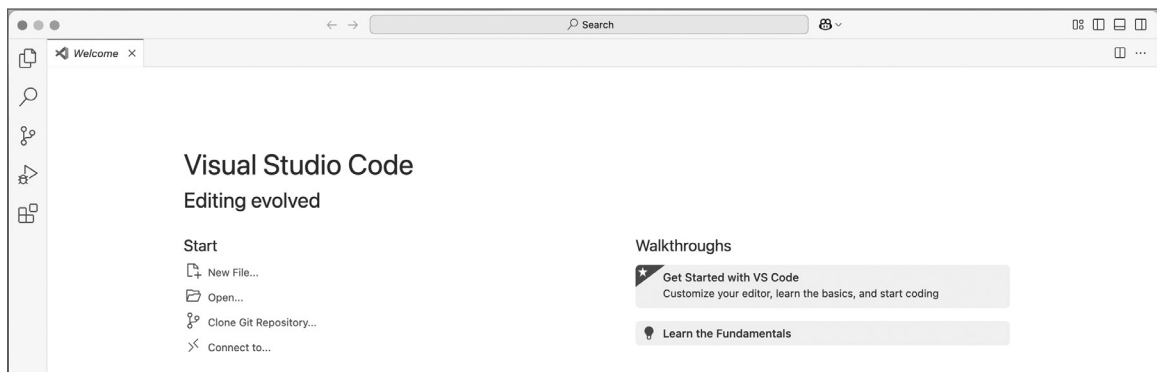 Search
Welcome
Visual Studio Code
Editing evolved
Start
New File...
Open...
Clone Git Repository...
Connect to...
Walkthroughs
Get Started with VS Code
Customize your editor, learn the basics, and start coding
Learn the Fundamentals